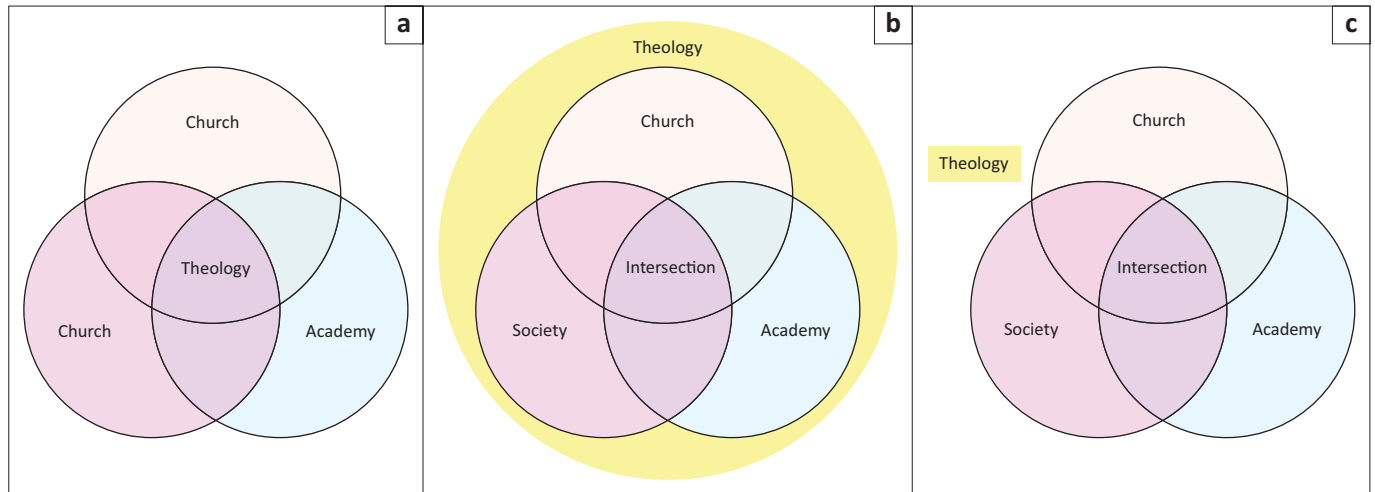 a
Church
Theology
Church
Academy
b
Theology
Church
Intersection
Society
Academy
c
Church
Theology
Intersection
Society
Academy